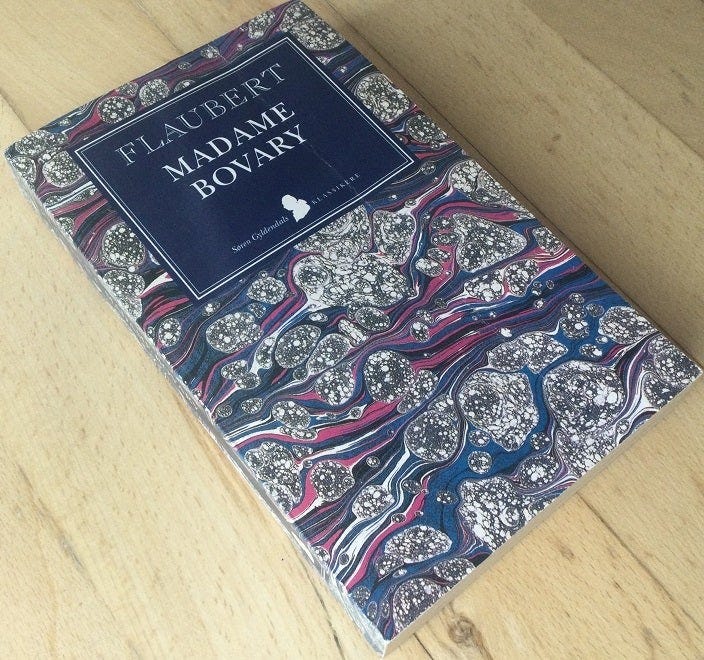 FLAUBERT
MADAME
BOVARY
Søren Gyldendals KLASSIKERE